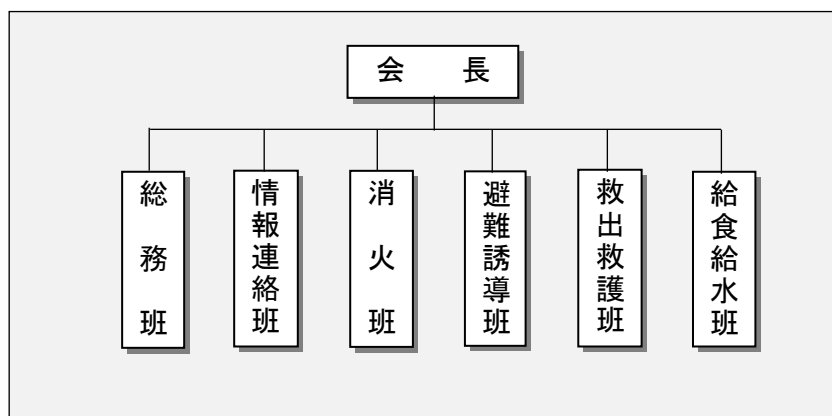 会　長
総務班
情報連絡班
消火班
避難誘導班
救出救護班
給食給水班